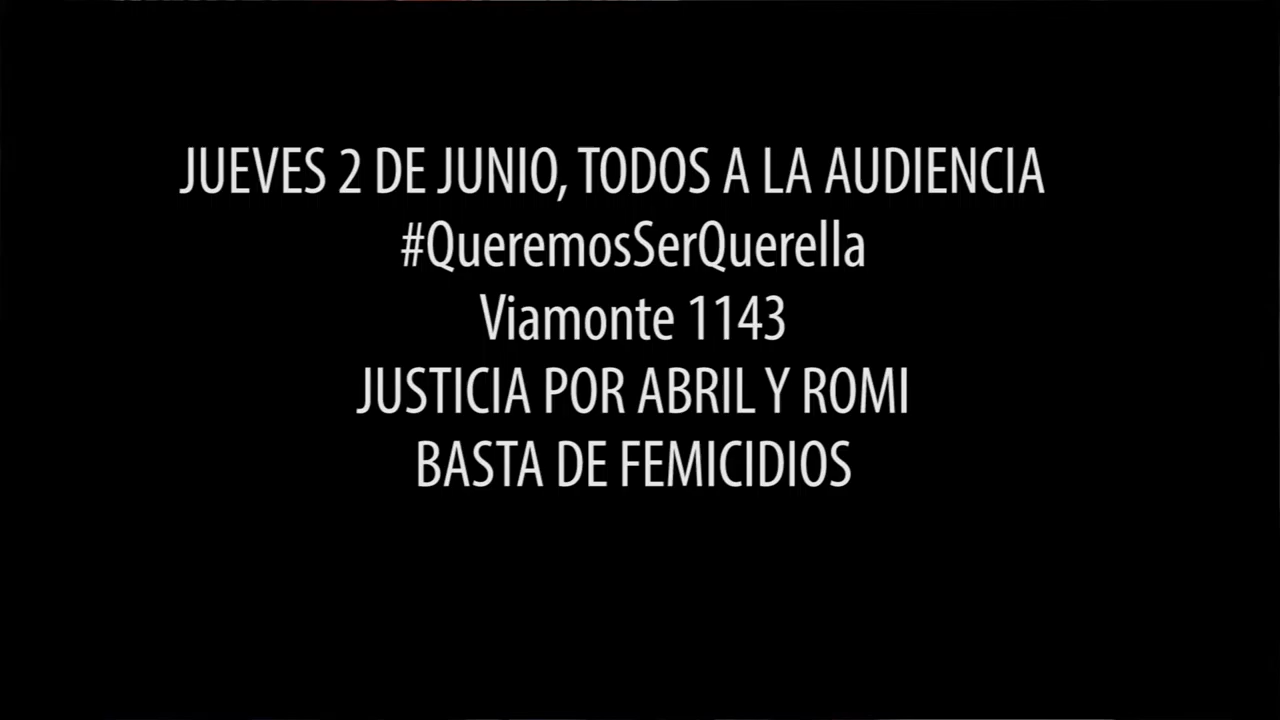 JUEVES 2 DE JUNIO, TODOS A LA AUDIENCIA
#QueremosSerQuerella
Viamonte 1143
JUSTICIA POR ABRIL Y ROMI
BASTA DE FEMICIDIOS